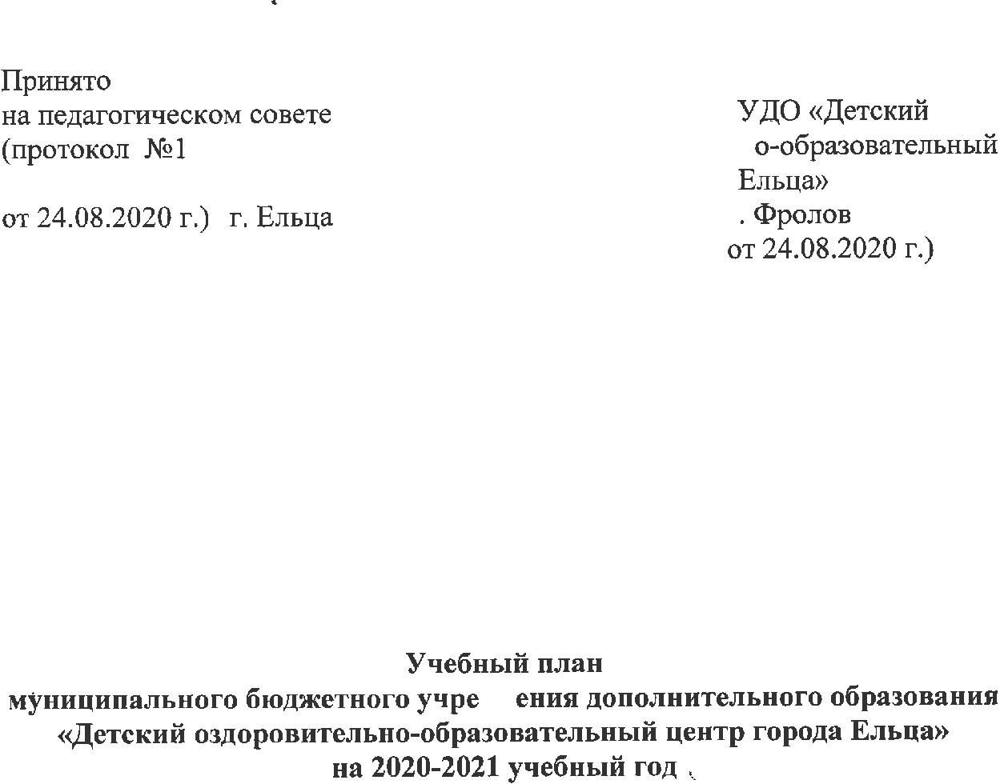 Принято
на педагогическом совете
(протокол №1
от 24.08.2020 г.) г. Ельца
УДО «Детский
о-образовательный
Ельца»
. Фролов
от 24.08.2020 г.)
Учебный план
муниципального бюджетного учре ения дополнительного образования
«Детский оздоровительно-образовательный центр города Ельца»
на 2020-2021 учебный год